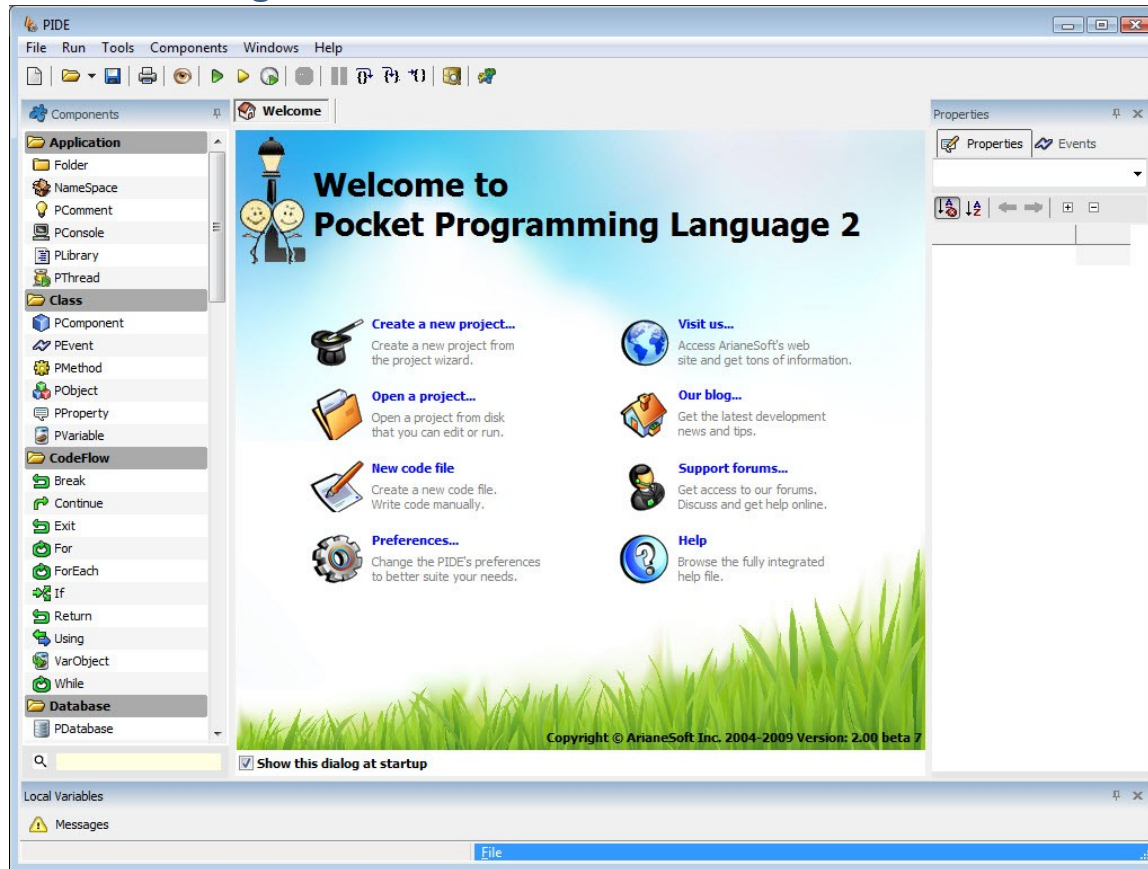 PIDE
File Run Tools Components Windows Help
Components
Application
Folder
NameSpace
PComment
PConsole
PLibrary
PThread
Class
PComponent
PEvent
PMethod
PObject
PProperty
PVariable
CodeFlow
Break
Continue
Exit
For
ForEach
If
Return
Using
VarObject
While
Database
PDatabase
Welcome
Welcome to
Pocket Programming Language 2
Create a new project...
Create a new project from
the project wizard.
Open a project...
Open a project from disk
that you can edit or run.
New code file
Create a new code file.
Write code manually.
Preferences...
Change the PIDE's preferences
to better suite your needs.
Visit us...
Access ArianeSoft's web
site and get tons of information.
Our blog...
Get the latest development
news and tips.
Support forums...
Get access to our forums.
Discuss and get help online.
Help
Browse the fully integrated
help file.
Copyright © ArianeSoft Inc. 2004-2009 Version: 2.00 beta 7
Show this dialog at startup
Properties
Properties Events
Local Variables
Messages
File